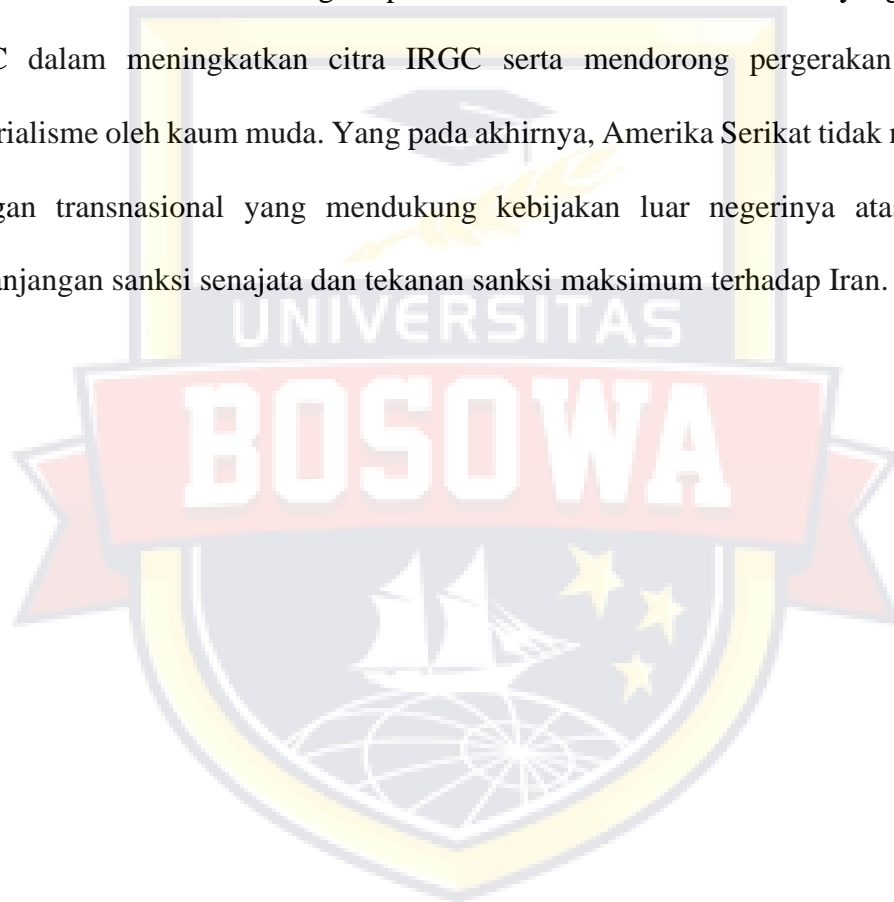 dalam meningkatkan citra IRGC serta mendorong pergerakan
rialisme oleh kaum muda. Yang pada akhirnya, Amerika Serikat tidak
gan transnasional yang mendukung kebijakan luar negerinya atas
anjangan sanksi senajata dan tekanan sanksi maksimum terhadap Iran.
UNIVERSITAS
BOSOWA